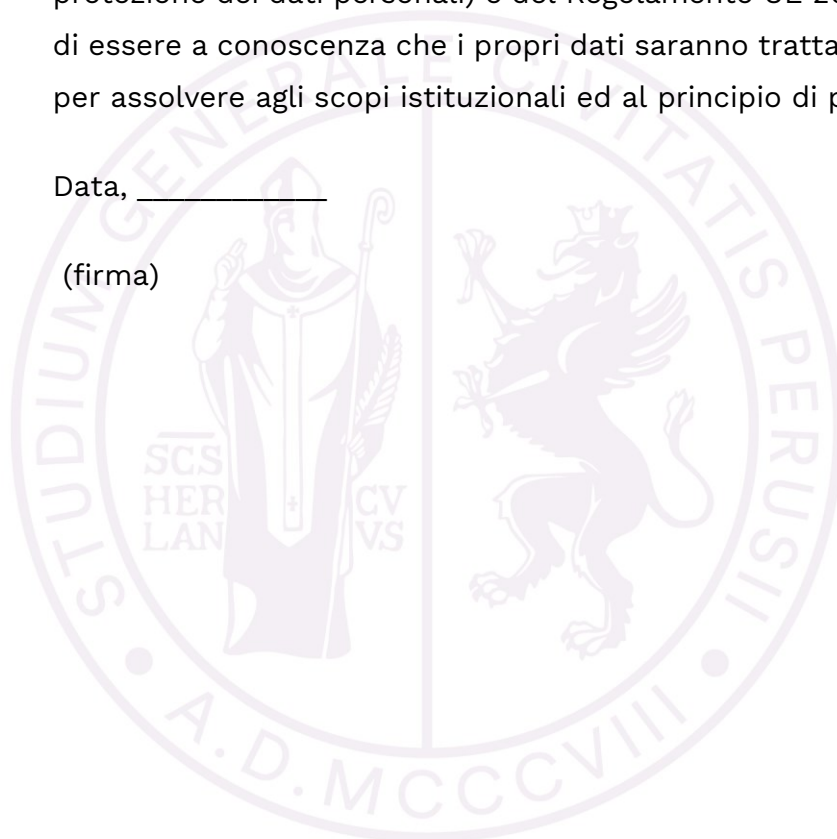 di essere a conoscenza che i propri dati saranno
per assolvere agli scopi istituzionali ed al principio di
Data, ____________
(firma)
STUDIUM GENERALE CIVITATIS PERUSII
SCS
HER
LAN
CV
VS
A.D. MCCCVIII